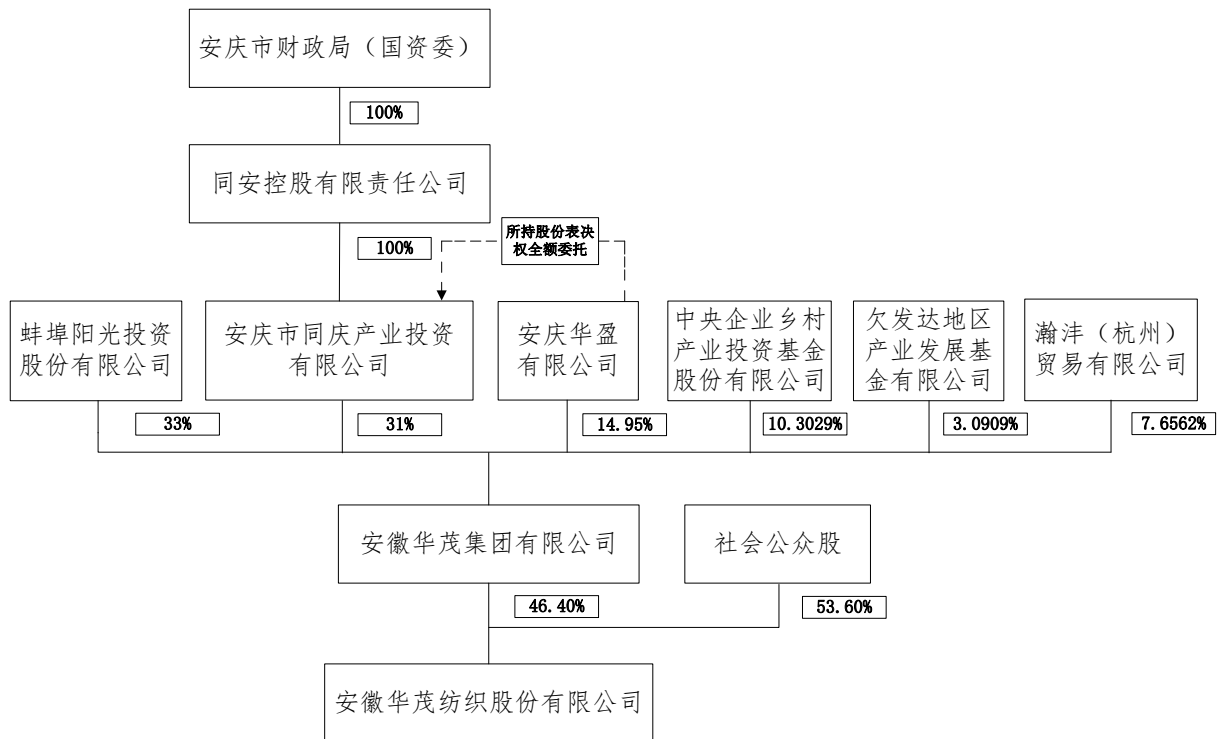 安庆市财政局（国资委）
100%
同安控股有限责任公司
100%
所持股份表决
权全额委托
蚌埠阳光投资
股份有限公司
安庆市同庆产业投资
有限公司
安庆华盈
有限公司
中央企业乡村
产业投资基金
股份有限公司
欠发达地区
产业发展基
金有限公司
瀚沣（杭州）
贸易有限公司
33%
31%
14.95%
10.3029%
3.0909%
7.6562%
安徽华茂集团有限公司
社会公众股
46.40%
53.60%
安徽华茂纺织股份有限公司